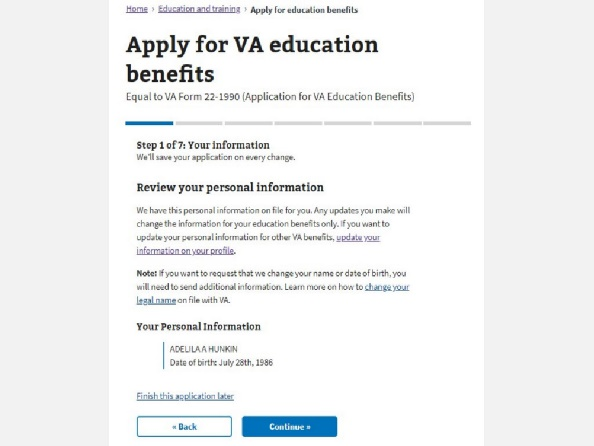 Home › Education and training › Apply for education benefits
Apply for VA education
benefits
Equal to VA Form 22-1990 (Application for VA Education Benefits)
Step 1 of 7: Your information
We'll save your application on every change.
Review your personal information
We have this personal information on file for you. Any updates you make will
change the information for your education benefits only. If you want to
update your personal information for other VA benefits, update your
information on your profile.
Note: If you want to request that we change your name or date of birth, you
will need to send additional information. Learn more on how to change your
legal name on file with VA.
Your Personal Information
ADELILA A HUNKIN
Date of birth: July 28th, 1986
Finish this application later
« Back
Continue »